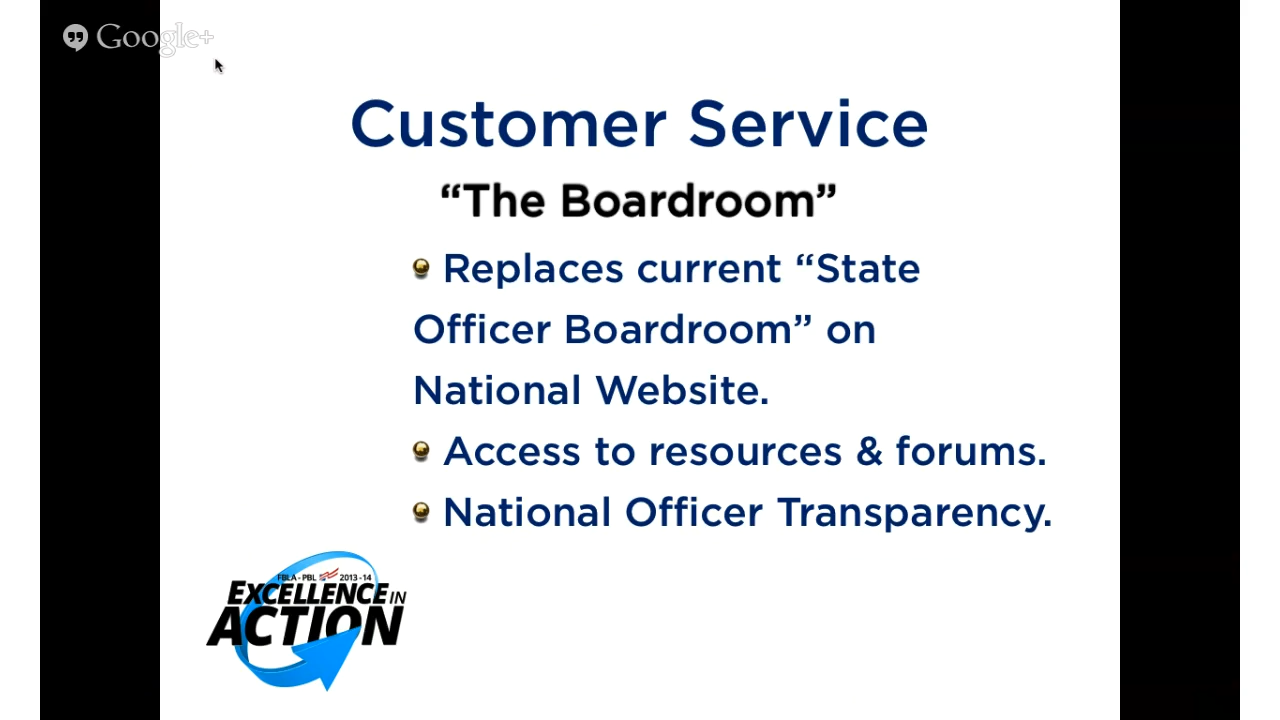 Google+
Customer Service
“The Boardroom”
Replaces current “State
Officer Boardroom” on
National Website.
Access to resources & forums.
National Officer Transparency.
FBLA-PBL 2013-14
EXCELLENCE IN
ACTION